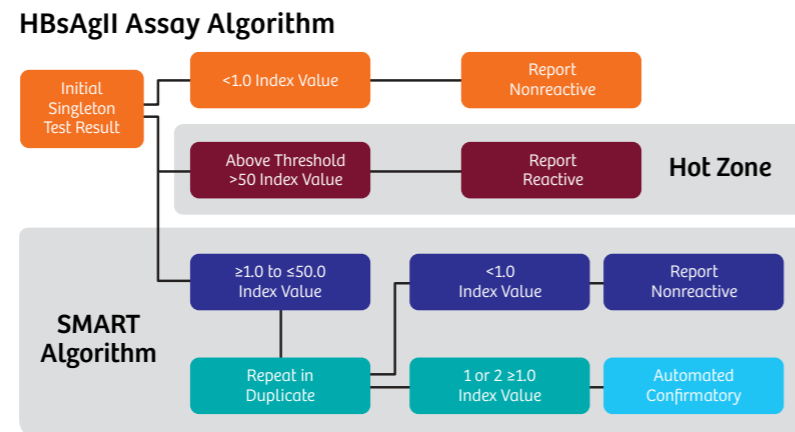 HBsAgII Assay Algorithm
Initial
Singleton
Test Result
<1.0 Index Value
Report
Nonreactive
Above Threshold
>50 Index Value
Report
Reactive
Hot Zone
SMART
Algorithm
≥1.0 to ≤50.0
Index Value
<1.0
Index Value
Report
Nonreactive
Repeat in
Duplicate
1 or 2 ≥1.0
Index Value
Automated
Confirmatory